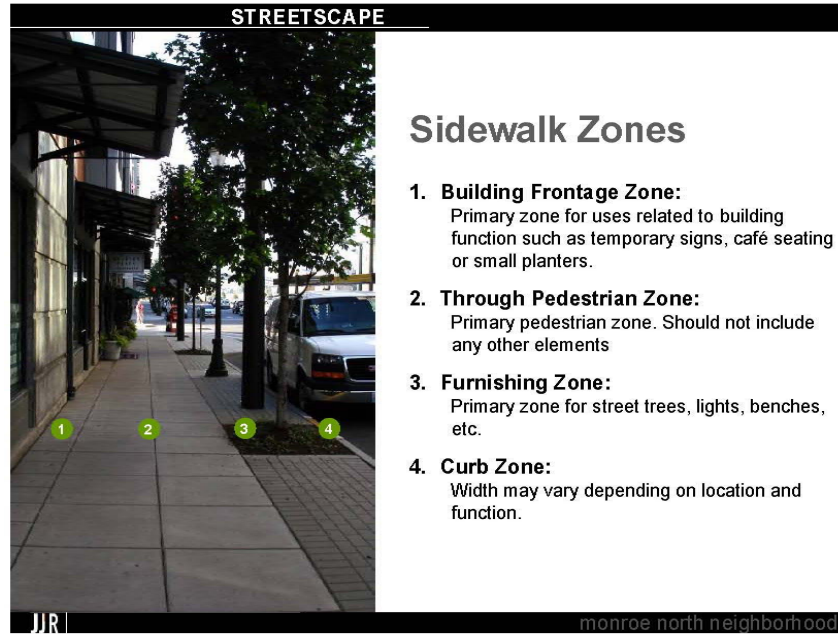 STREETSCAPE
Sidewalk Zones
1. Building Frontage Zone:
Primary zone for uses related to building
function such as temporary signs, café seating
or small planters.
2. Through Pedestrian Zone:
Primary pedestrian zone. Should not include
any other elements
3. Furnishing Zone:
Primary zone for street trees, lights, benches,
etc.
4. Curb Zone:
Width may vary depending on location and
function.
1 2 3 4
JJR
monroe north neighborhood